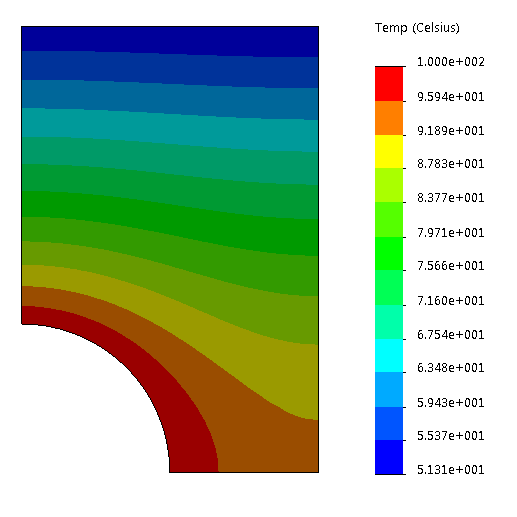 Temp (Celsius)
1.000e+002
9.594e+001
9.189e+001
8.783e+001
8.377e+001
7.971e+001
7.566e+001
7.160e+001
6.754e+001
6.348e+001
5.943e+001
5.537e+001
5.131e+001